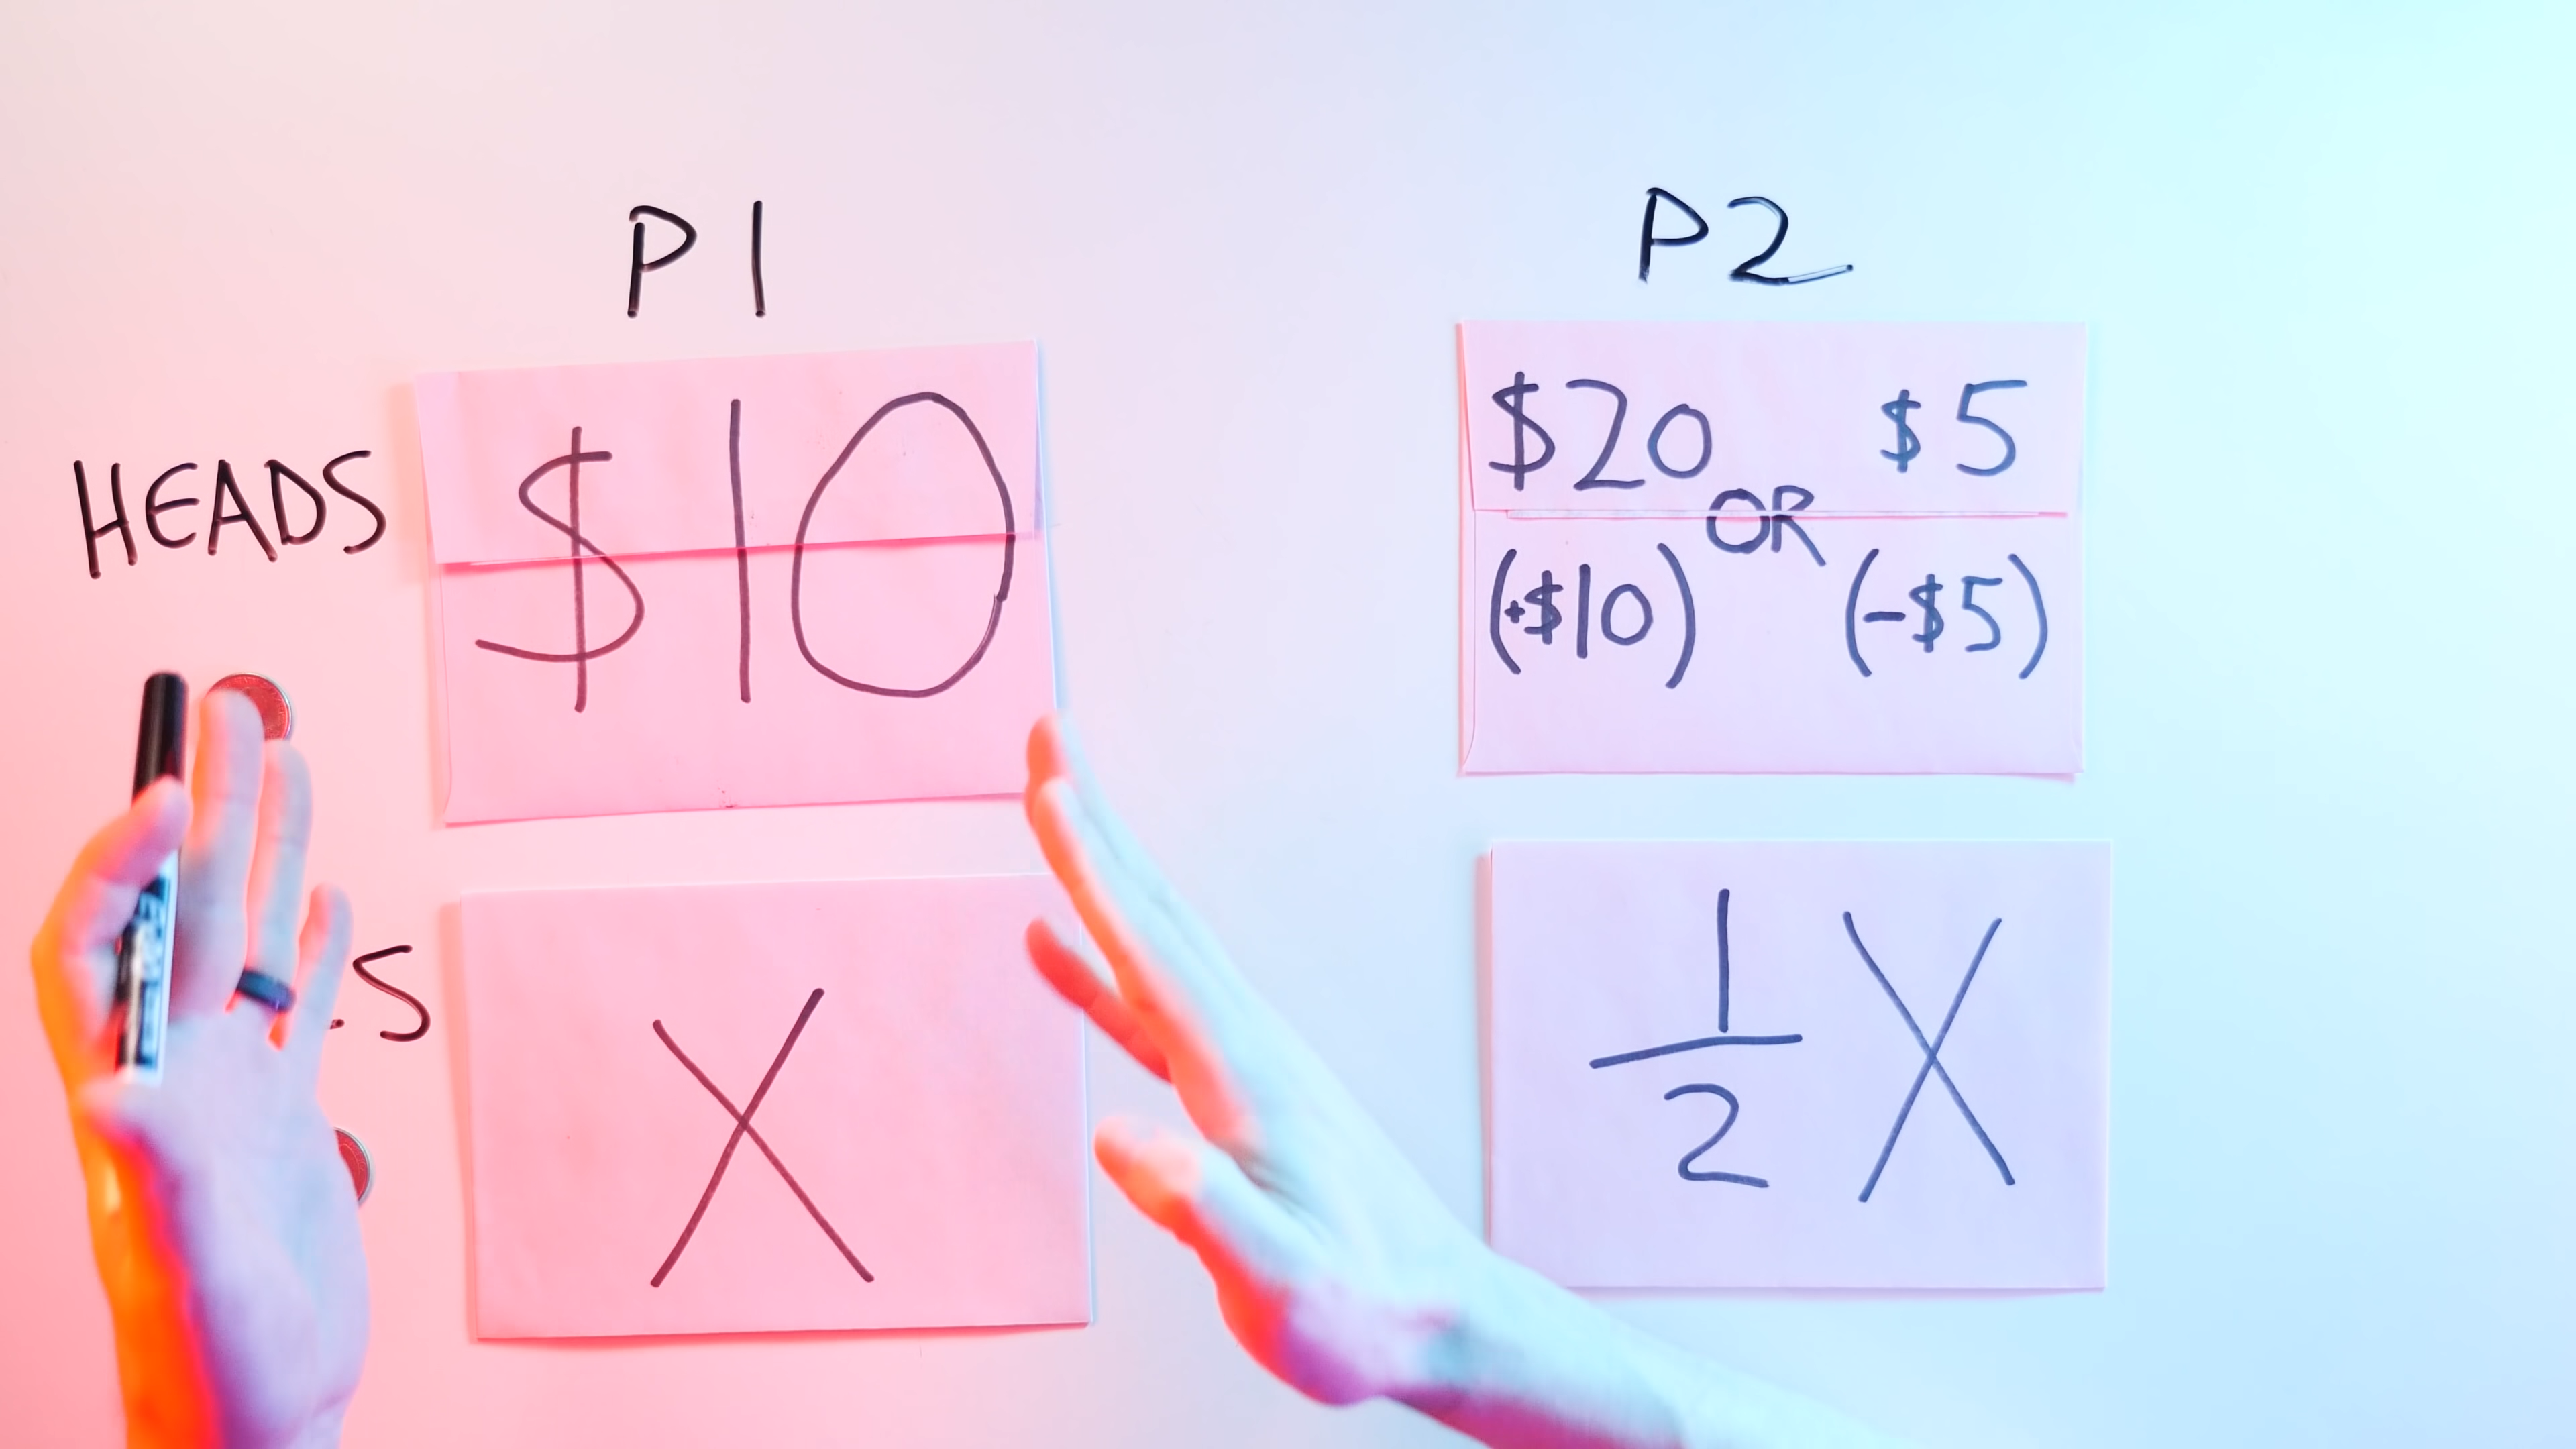 P1
P2
HEADS
$10
$20 OR $5
(+$10) (-$5)
X
1/2 X